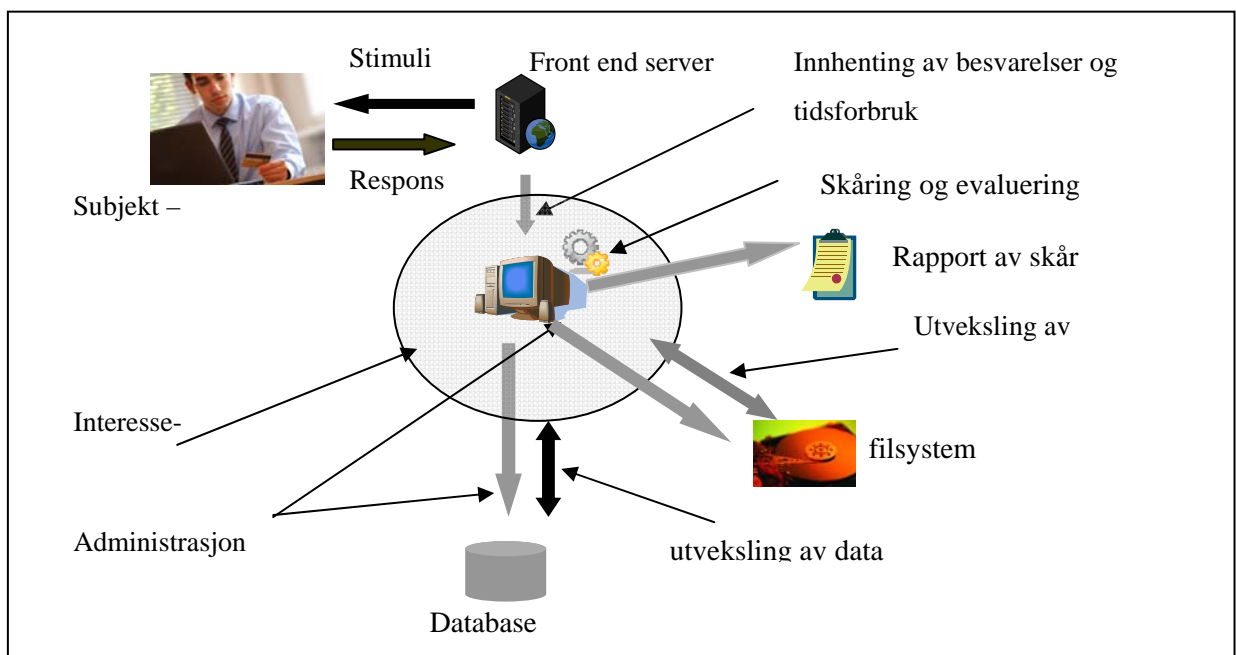 Stimuli
Front end server
Innhenting av besvarelser og
tidsforbruk
Respons
Skåring og evaluering
Subjekt –
Rapport av skår
Utveksling av
Interesse-
filsystem
Administrasjon
utveksling av data
Database